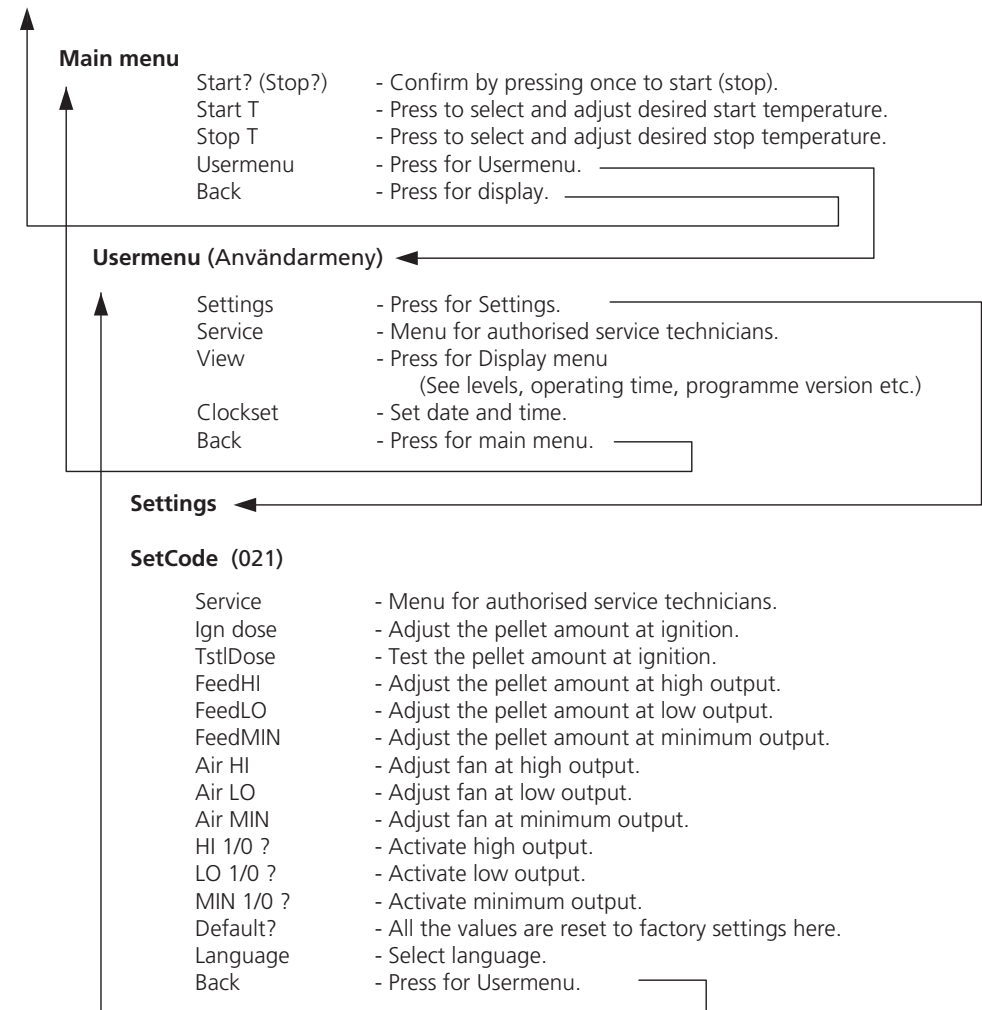 Main menu
Start? (Stop?) - Confirm by pressing once to start (stop).
Start T - Press to select and adjust desired start temperature.
Stop T - Press to select and adjust desired stop temperature.
Usermenu - Press for Usermenu.
Back - Press for display.
Usermenu (Användarmeny)
Settings - Press for Settings.
Service - Menu for authorised service technicians.
View - Press for Display menu
(See levels, operating time, programme version etc.)
Clockset - Set date and time.
Back - Press for main menu.
Settings
SetCode (021)
Service - Menu for authorised service technicians.
Ign dose - Adjust the pellet amount at ignition.
TstlDose - Test the pellet amount at ignition.
FeedHI - Adjust the pellet amount at high output.
FeedLO - Adjust the pellet amount at low output.
FeedMIN - Adjust the pellet amount at minimum output.
Air HI - Adjust fan at high output.
Air LO - Adjust fan at low output.
Air MIN - Adjust fan at minimum output.
HI 1/0 ? - Activate high output.
LO 1/0 ? - Activate low output.
MIN 1/0 ? - Activate minimum output.
Default? - All the values are reset to factory settings here.
Language - Select language.
Back - Press for Usermenu.